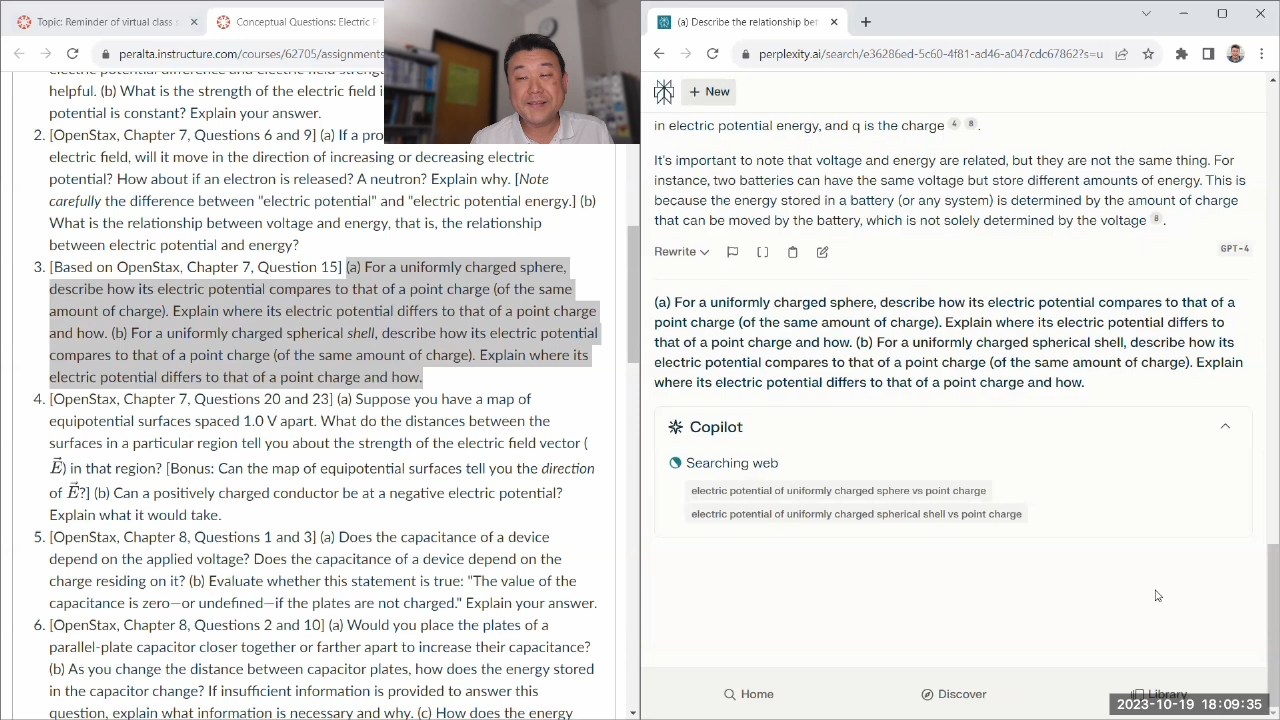 Topic: Reminder of virtual class s
Conceptual Questions: Electric P
(a) Describe the relationship bet
peralta.instructure.com/courses/62705/assignments
perplexity.ai/search/e36286ed-5c60-4f81-ad46-a047cdc67862?s=u
electric potential difference and electric field streng
helpful. (b) What is the strength of the electric field i
potential is constant? Explain your answer.
2. [OpenStax, Chapter 7, Questions 6 and 9] (a) If a pro
electric field, will it move in the direction of increasing or decreasing electric
potential? How about if an electron is released? A neutron? Explain why. [Note
carefully the difference between "electric potential" and "electric potential energy.] (b)
What is the relationship between voltage and energy, that is, the relationship
between electric potential and energy?
3. [Based on OpenStax, Chapter 7, Question 15] (a) For a uniformly charged sphere,
describe how its electric potential compares to that of a point charge (of the same
amount of charge). Explain where its electric potential differs to that of a point charge
and how. (b) For a uniformly charged spherical shell, describe how its electric potential
compares to that of a point charge (of the same amount of charge). Explain where its
electric potential differs to that of a point charge and how.
4. [OpenStax, Chapter 7, Questions 20 and 23] (a) Suppose you have a map of
equipotential surfaces spaced 1.0 V apart. What do the distances between the
surfaces in a particular region tell you about the strength of the electric field vector (
E⃗) in that region? [Bonus: Can the map of equipotential surfaces tell you the direction
of E⃗?] (b) Can a positively charged conductor be at a negative electric potential?
Explain what it would take.
5. [OpenStax, Chapter 8, Questions 1 and 3] (a) Does the capacitance of a device
depend on the applied voltage? Does the capacitance of a device depend on the
charge residing on it? (b) Evaluate whether this statement is true: "The value of the
capacitance is zero—or undefined—if the plates are not charged." Explain your answer.
6. [OpenStax, Chapter 8, Questions 2 and 10] (a) Would you place the plates of a
parallel-plate capacitor closer together or farther apart to increase their capacitance?
(b) As you change the distance between capacitor plates, how does the energy stored
in the capacitor change? If insufficient information is provided to answer this
question, explain what information is necessary and why. (c) How does the energy
New
in electric potential energy, and q is the charge 4 8 .
It's important to note that voltage and energy are related, but they are not the same thing. For
instance, two batteries can have the same voltage but store different amounts of energy. This is
because the energy stored in a battery (or any system) is determined by the amount of charge
that can be moved by the battery, which is not solely determined by the voltage 8 .
Rewrite
GPT-4
(a) For a uniformly charged sphere, describe how its electric potential compares to that of a
point charge (of the same amount of charge). Explain where its electric potential differs to
that of a point charge and how. (b) For a uniformly charged spherical shell, describe how its
electric potential compares to that of a point charge (of the same amount of charge). Explain
where its electric potential differs to that of a point charge and how.
Copilot
Searching web
electric potential of uniformly charged sphere vs point charge
electric potential of uniformly charged spherical shell vs point charge
Home
Discover
Library
2023-10-19 18:09:35